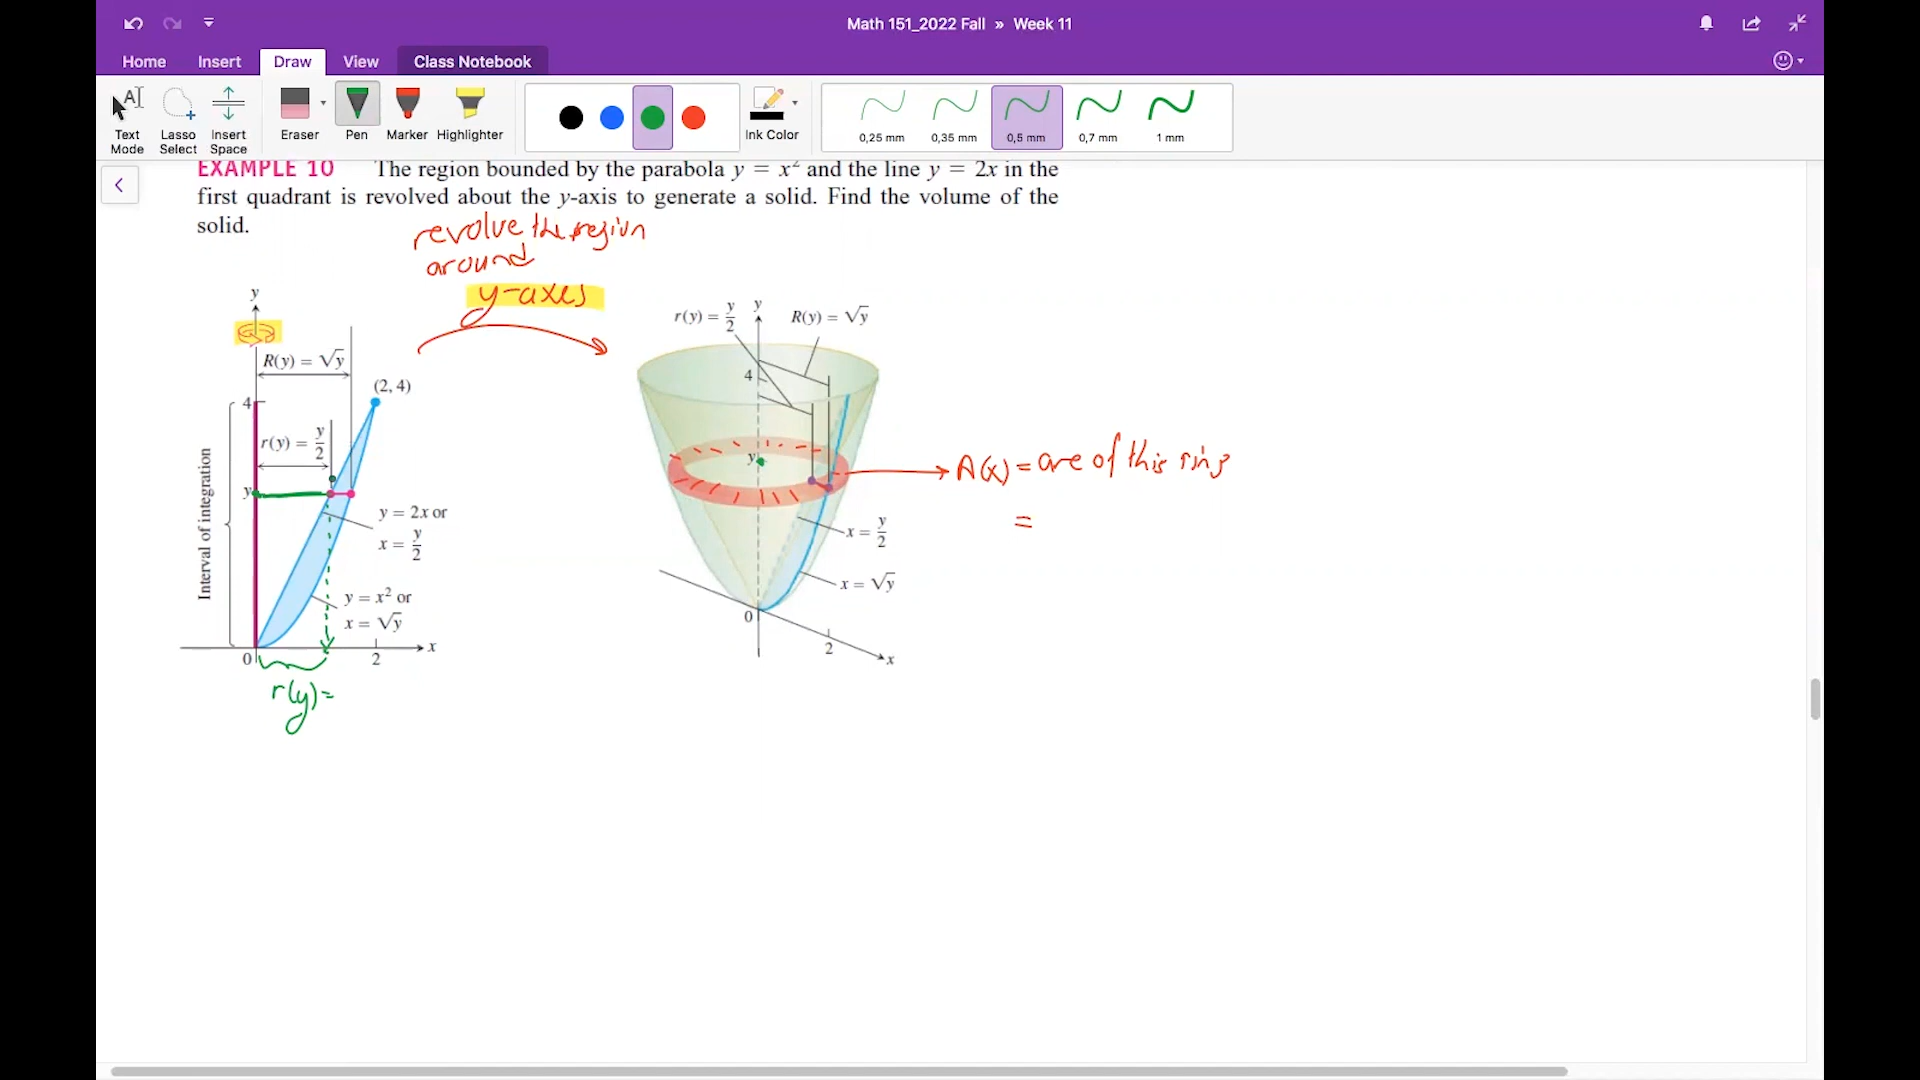 Math 151_2022 Fall » Week 11
Home Insert Draw View Class Notebook
Text Mode
Lasso Select
Insert Space
Eraser
Pen
Marker
Highlighter
Ink Color
0,25 mm
0,35 mm
0,5 mm
0,7 mm
1 mm
EXAMPLE 10 The region bounded by the parabola y = x² and the line y = 2x in the
first quadrant is revolved about the y-axis to generate a solid. Find the volume of the
solid.
revolve the region
around
y-axes
y
R(y) = √y
(2, 4)
4
r(y) = y/2
y
Interval of integration
y = 2x or
x = y/2
y = x² or
x = √y
0
2
x
r(y)=
r(y) = y/2
y
R(y) = √y
4
y
x = y/2
x = √y
0
2
x
A(x) = are of this ring
=